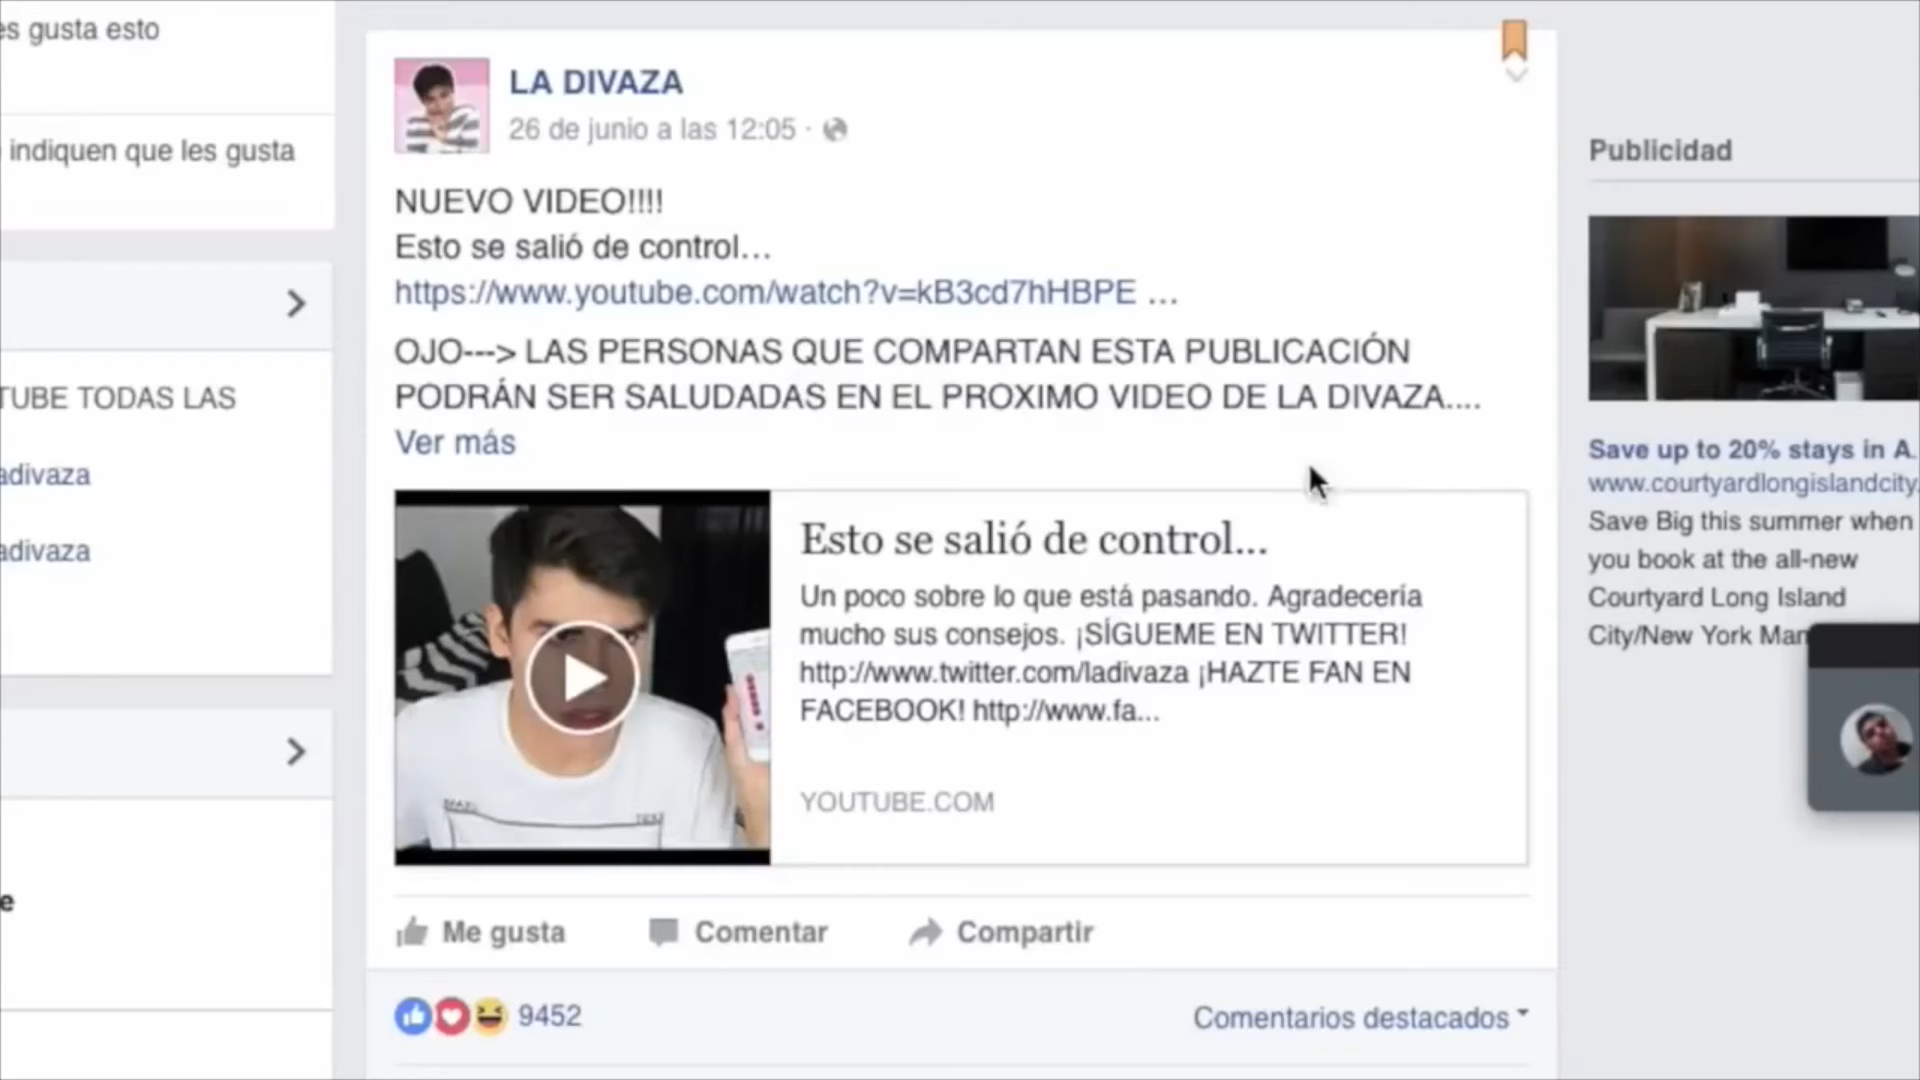 es gusta esto
indiquen que les gusta
TUBE TODAS LAS
adivaza
adivaza
e
LA DIVAZA
26 de junio a las 12:05 ·
NUEVO VIDEO!!!!
Esto se salió de control...
https://www.youtube.com/watch?v=kB3cd7hHBPE ...
OJO---> LAS PERSONAS QUE COMPARTAN ESTA PUBLICACIÓN
PODRÁN SER SALUDADAS EN EL PROXIMO VIDEO DE LA DIVAZA....
Ver más
Esto se salió de control...
Un poco sobre lo que está pasando. Agradecería
mucho sus consejos. ¡SÍGUEME EN TWITTER!
http://www.twitter.com/ladivaza ¡HAZTE FAN EN
FACEBOOK! http://www.fa...
YOUTUBE.COM
Me gusta
Comentar
Compartir
9452
Comentarios destacados
Publicidad
Save up to 20% stays in A.
www.courtyardlongislandcity.
Save Big this summer when
you book at the all-new
Courtyard Long Island
City/New York Man